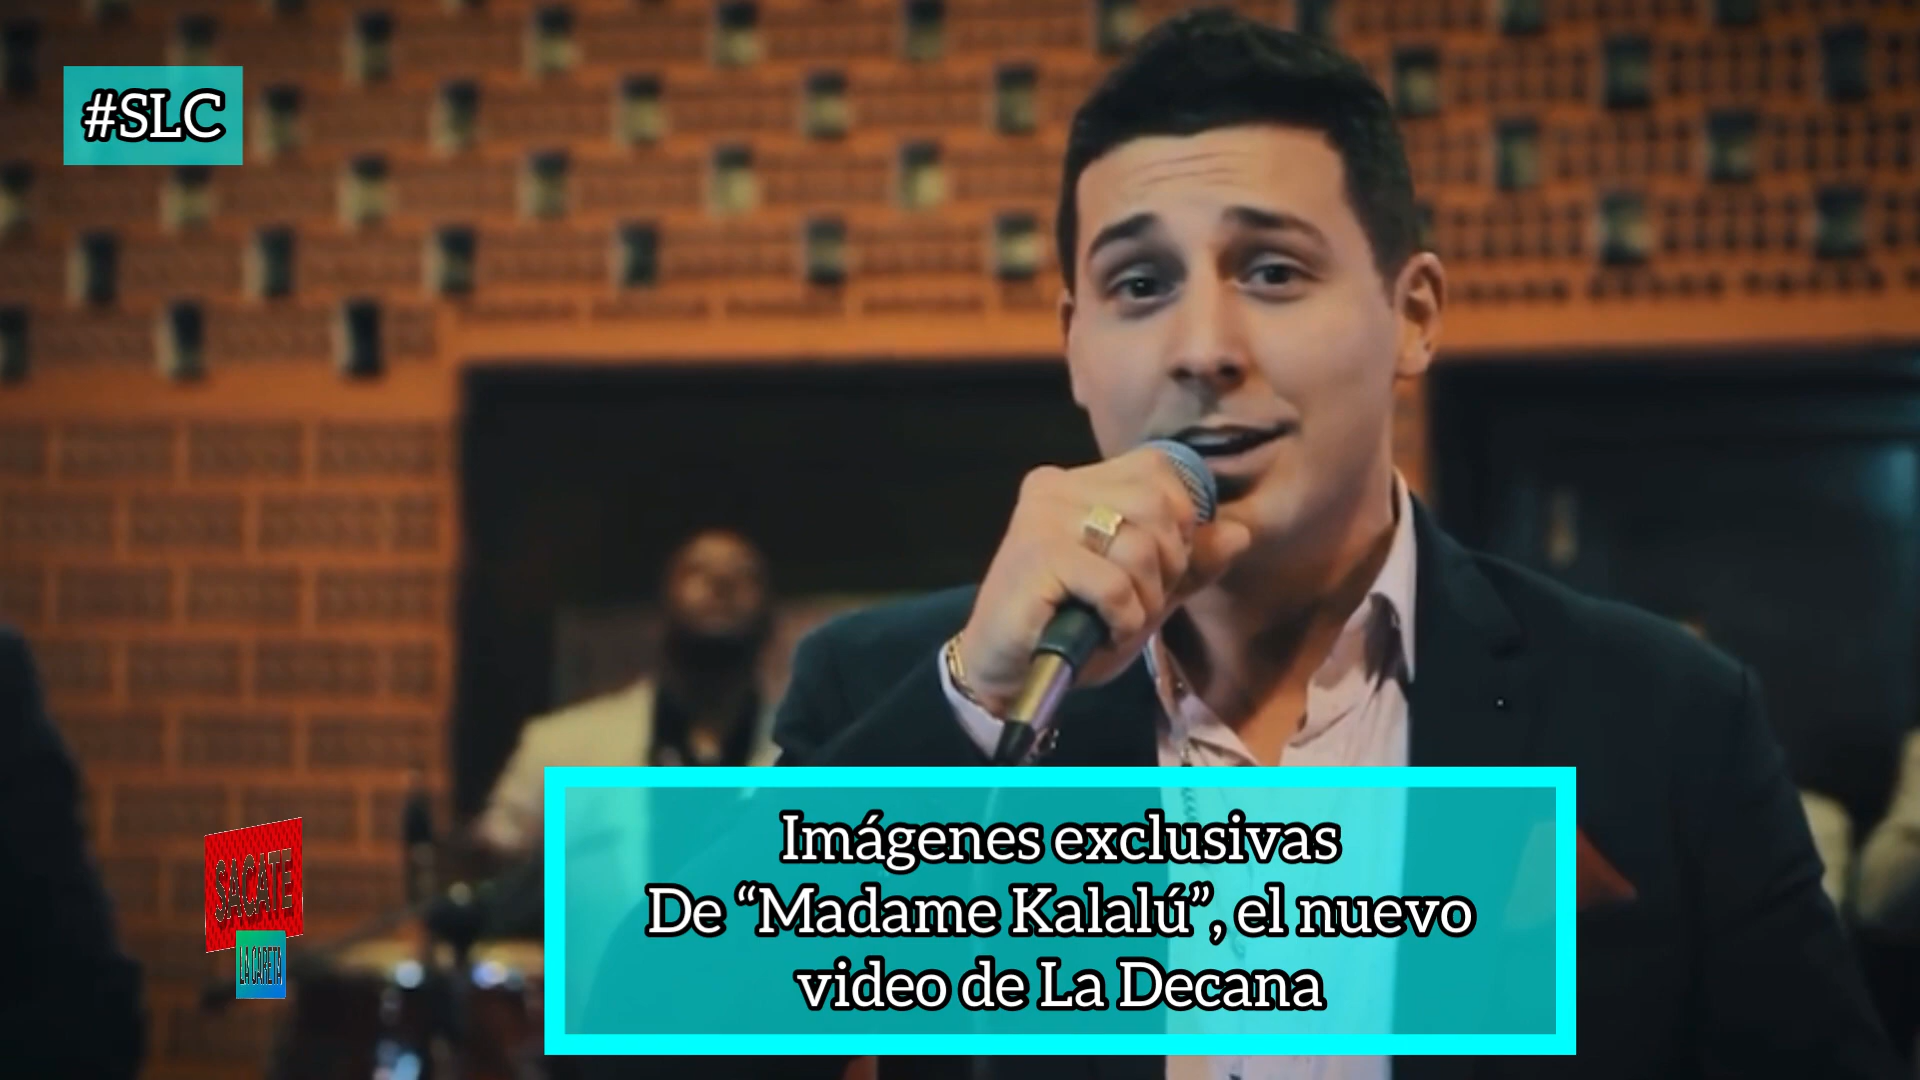 #SLC
SACATE
LA CARETA
Imágenes exclusivas
De “Madame Kalalú”, el nuevo
video de La Decana